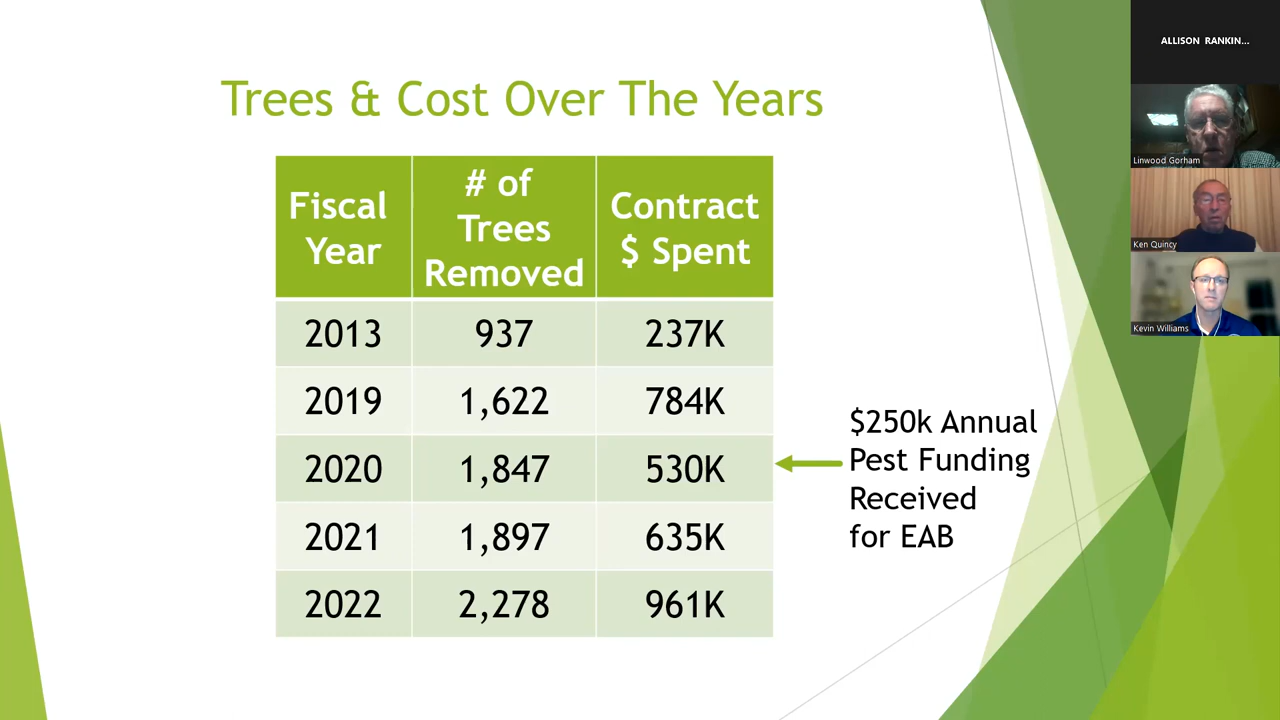 Trees & Cost Over The Years
Fiscal
Year
# of
Trees
Removed
Contract
$ Spent
2013 937 237K
2019 1,622 784K
2020 1,847 530K
2021 1,897 635K
2022 2,278 961K
$250k Annual
Pest Funding
Received
for EAB
ALLISON RANKIN...
Linwood Gorham
Ken Quincy
Kevin Williams